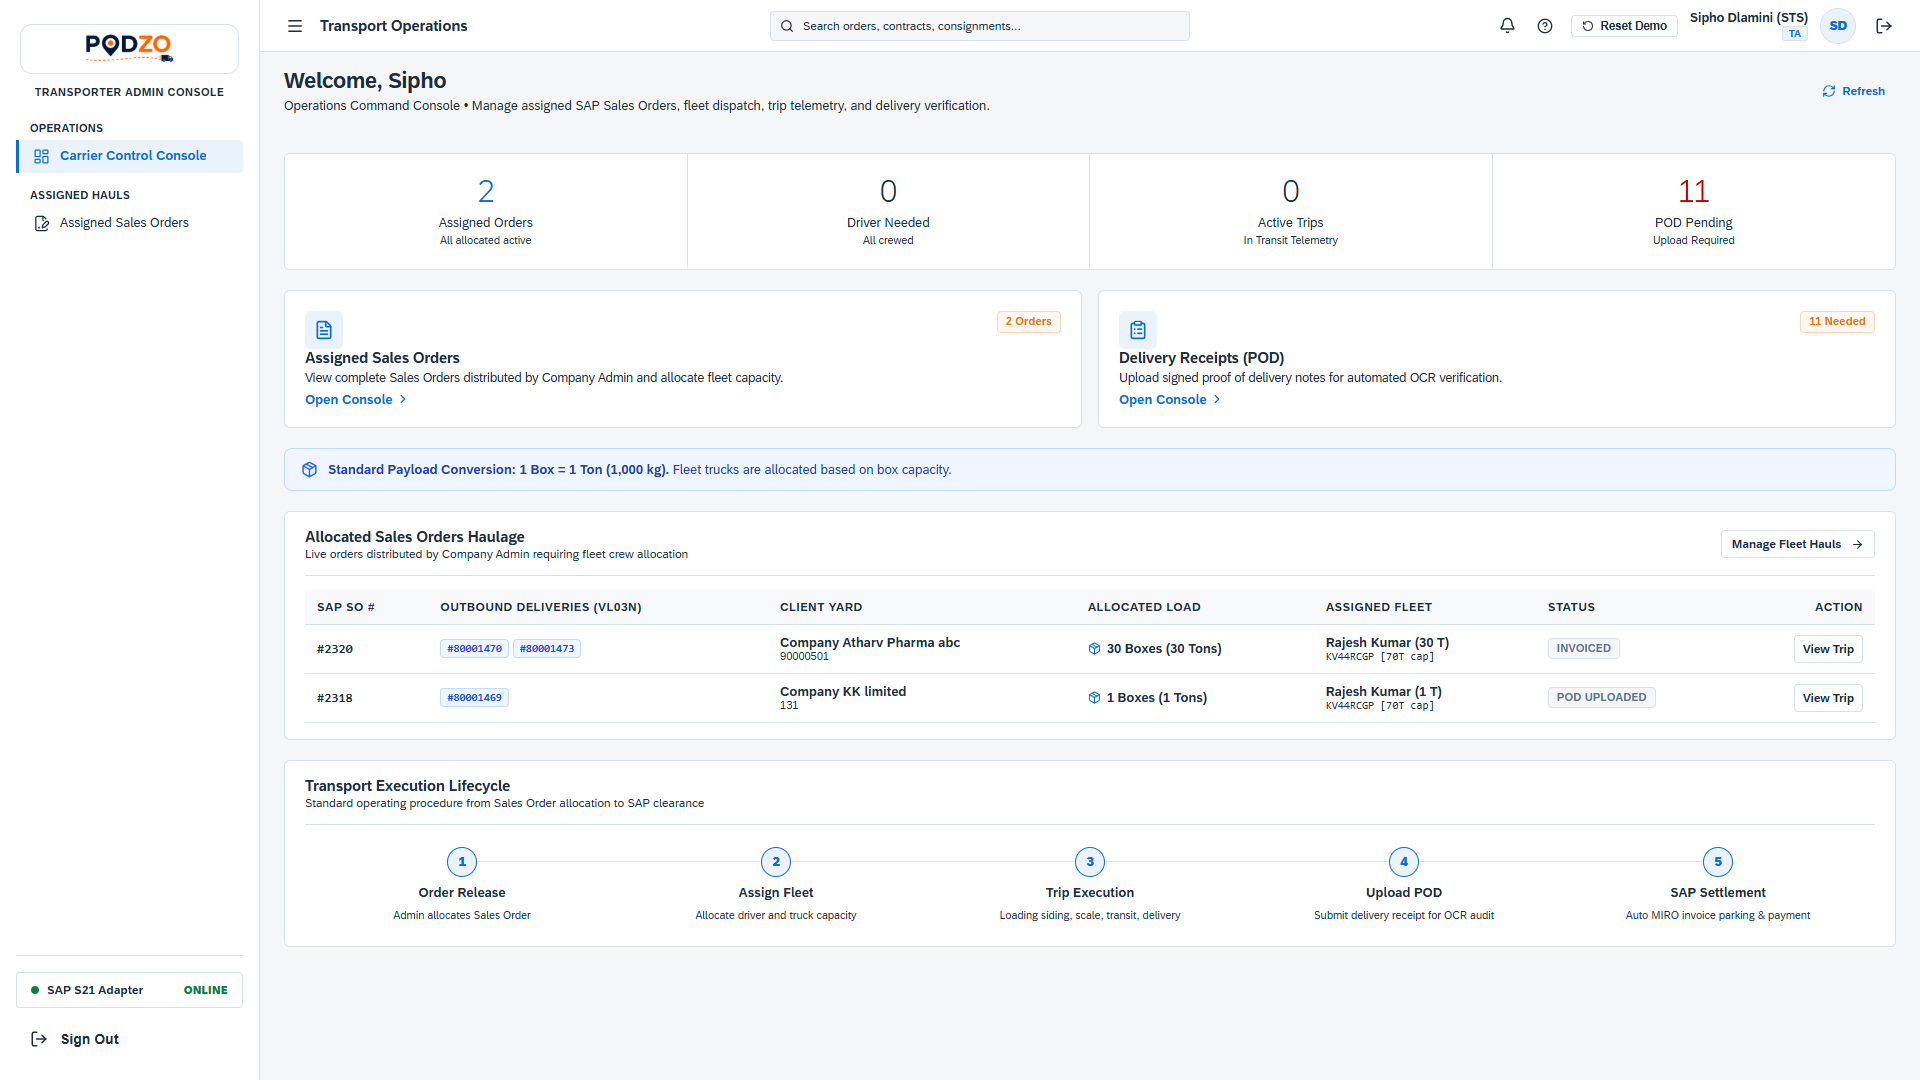 PODZO
TRANSPORTER ADMIN CONSOLE
OPERATIONS
Carrier Control Console
ASSIGNED HAULS
Assigned Sales Orders
SAP S21 Adapter ONLINE
Sign Out
Transport Operations
Search orders, contracts, consignments...
Reset Demo
Sipho Dlamini (STS)
TA
SD
Welcome, Sipho
Operations Command Console • Manage assigned SAP Sales Orders, fleet dispatch, trip telemetry, and delivery verification.
Refresh
2
Assigned Orders
All allocated active
0
Driver Needed
All crewed
0
Active Trips
In Transit Telemetry
11
POD Pending
Upload Required
2 Orders
Assigned Sales Orders
View complete Sales Orders distributed by Company Admin and allocate fleet capacity.
Open Console
11 Needed
Delivery Receipts (POD)
Upload signed proof of delivery notes for automated OCR verification.
Open Console
Standard Payload Conversion: 1 Box = 1 Ton (1,000 kg). Fleet trucks are allocated based on box capacity.
Allocated Sales Orders Haulage
Live orders distributed by Company Admin requiring fleet crew allocation
Manage Fleet Hauls
SAP SO # OUTBOUND DELIVERIES (VL03N) CLIENT YARD ALLOCATED LOAD ASSIGNED FLEET STATUS ACTION
#2320 #80001470 #80001473 Company Atharv Pharma abc 30 Boxes (30 Tons) Rajesh Kumar (30 T) INVOICED View Trip
90000501 KV44RCGP [70T cap]
#2318 #80001469 Company KK limited 1 Boxes (1 Tons) Rajesh Kumar (1 T) POD UPLOADED View Trip
131 KV44RCGP [70T cap]
Transport Execution Lifecycle
Standard operating procedure from Sales Order allocation to SAP clearance
1 2 3 4 5
Order Release Assign Fleet Trip Execution Upload POD SAP Settlement
Admin allocates Sales Order Allocate driver and truck capacity Loading siding, scale, transit, delivery Submit delivery receipt for OCR audit Auto MIRO invoice parking & payment